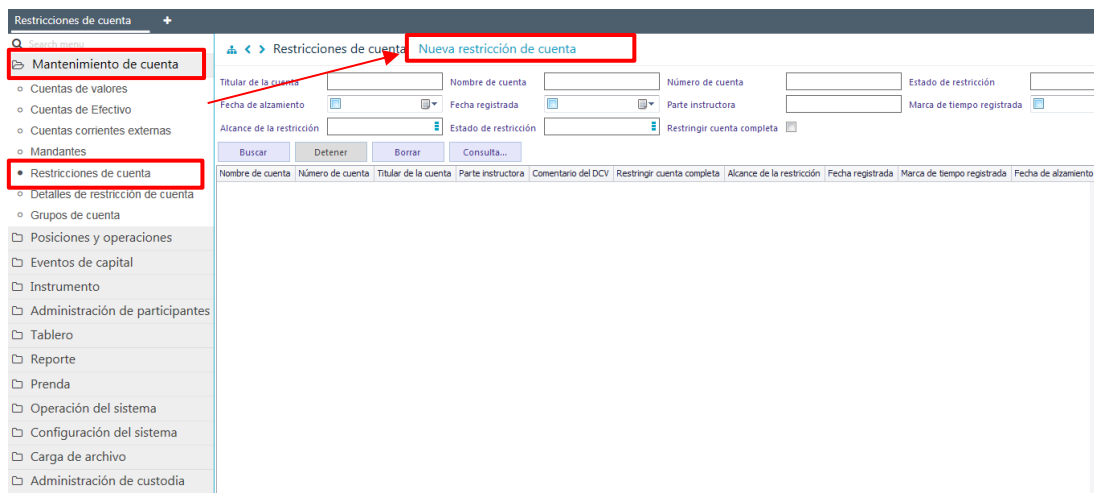 Restricciones de cuenta +
Search menu
Restricciones de cuenta Nueva restricción de cuenta
Mantenimiento de cuenta
Cuentas de valores
Cuentas de Efectivo
Cuentas corrientes externas
Mandantes
Restricciones de cuenta
Detalles de restricción de cuenta
Grupos de cuenta
Posiciones y operaciones
Eventos de capital
Instrumento
Administración de participantes
Tablero
Reporte
Prenda
Operación del sistema
Configuración del sistema
Carga de archivo
Administración de custodia
Titular de la cuenta Nombre de cuenta Número de cuenta Estado de restricción
Fecha de alzamiento Fecha registrada Parte instructora Marca de tiempo registrada
Alcance de la restricción Estado de restricción Restringir cuenta completa
Buscar Detener Borrar Consulta...
Nombre de cuenta Número de cuenta Titular de la cuenta Parte instructora Comentario del DCV Restringir cuenta completa Alcance de la restricción Fecha registrada Marca de tiempo registrada Fecha de alzamiento